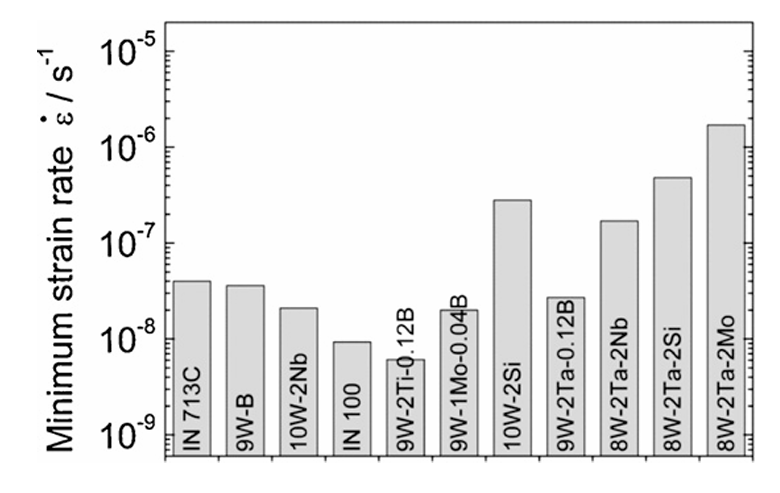 Minimum strain rate ε̇ / s⁻¹
10⁻⁵
10⁻⁶
10⁻⁷
10⁻⁸
10⁻⁹
IN 713C
9W-B
10W-2Nb
IN 100
9W-2Ti-0.12B
9W-1Mo-0.04B
10W-2Si
9W-2Ta-0.12B
8W-2Ta-2Nb
8W-2Ta-2Si
8W-2Ta-2Mo